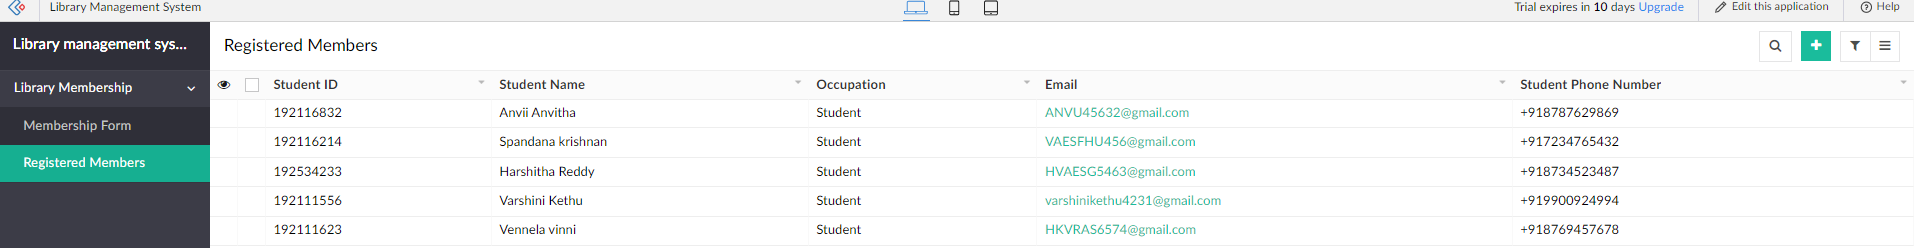 Library Management System Trial expires in 10 days Upgrade Edit this application Help
Library management sys... Registered Members
Library Membership
Membership Form
Registered Members
Student ID Student Name Occupation Email Student Phone Number
192116832 Anvii Anvitha Student ANVU45632@gmail.com +918787629869
192116214 Spandana krishnan Student VAESFHU456@gmail.com +917234765432
192534233 Harshitha Reddy Student HVAESG5463@gmail.com +918734523487
192111556 Varshini Kethu Student varshinikethu4231@gmail.com +919900924994
192111623 Vennela vinni Student HKVRAS6574@gmail.com +918769457678